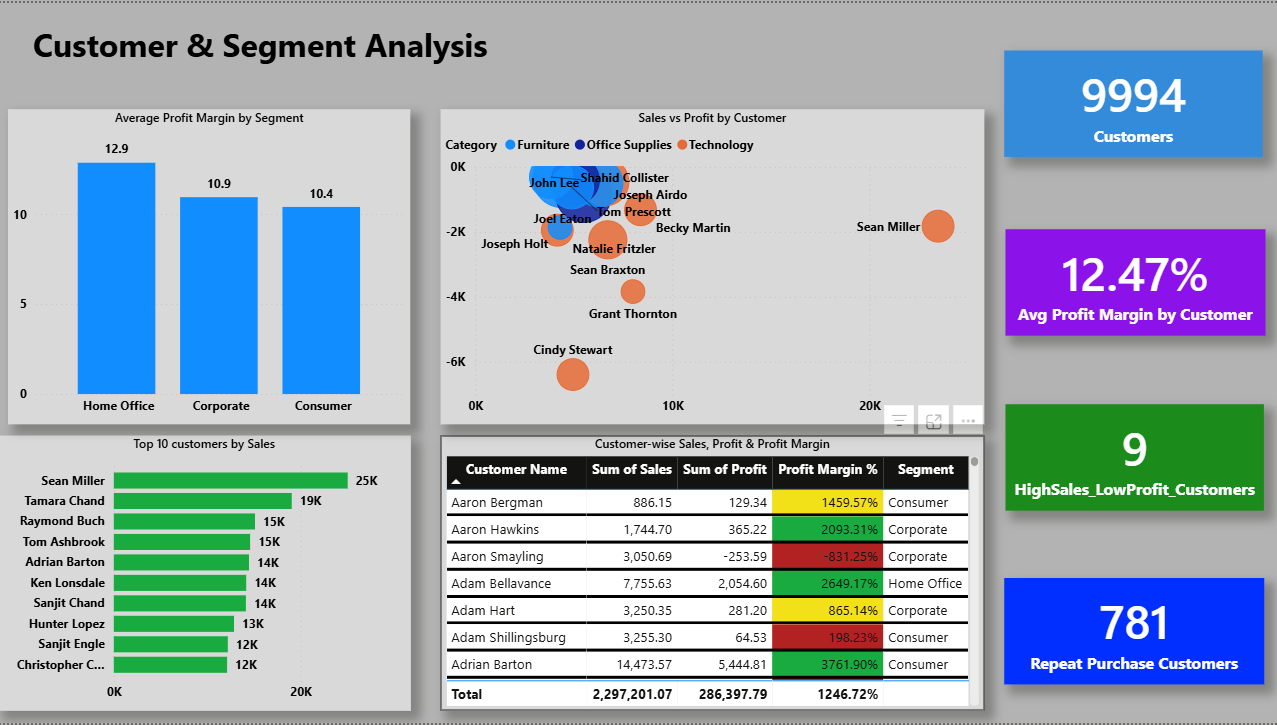 Customer & Segment Analysis
Average Profit Margin by Segment
12.9
10.9
10.4
10
5
0
Home Office Corporate Consumer
Sales vs Profit by Customer
Category Furniture Office Supplies Technology
0K
-2K
-4K
-6K
John Lee
Shahid Collister
Joseph Airdo
Tom Prescott
Joel Eaton
Becky Martin
Sean Miller
Joseph Holt
Natalie Fritzler
Sean Braxton
Grant Thornton
Cindy Stewart
0K 10K 20K
9994
Customers
12.47%
Avg Profit Margin by Customer
9
HighSales_LowProfit_Customers
781
Repeat Purchase Customers
Top 10 customers by Sales
Sean Miller 25K
Tamara Chand 19K
Raymond Buch 15K
Tom Ashbrook 15K
Adrian Barton 14K
Ken Lonsdale 14K
Sanjit Chand 14K
Hunter Lopez 13K
Sanjit Engle 12K
Christopher C... 12K
0K 20K
Customer-wise Sales, Profit & Profit Margin
Customer Name Sum of Sales Sum of Profit Profit Margin % Segment
Aaron Bergman 886.15 129.34 1459.57% Consumer
Aaron Hawkins 1,744.70 365.22 2093.31% Corporate
Aaron Smayling 3,050.69 -253.59 -831.25% Corporate
Adam Bellavance 7,755.63 2,054.60 2649.17% Home Office
Adam Hart 3,250.35 281.20 865.14% Corporate
Adam Shillingsburg 3,255.30 64.53 198.23% Consumer
Adrian Barton 14,473.57 5,444.81 3761.90% Consumer
Total 2,297,201.07 286,397.79 1246.72%